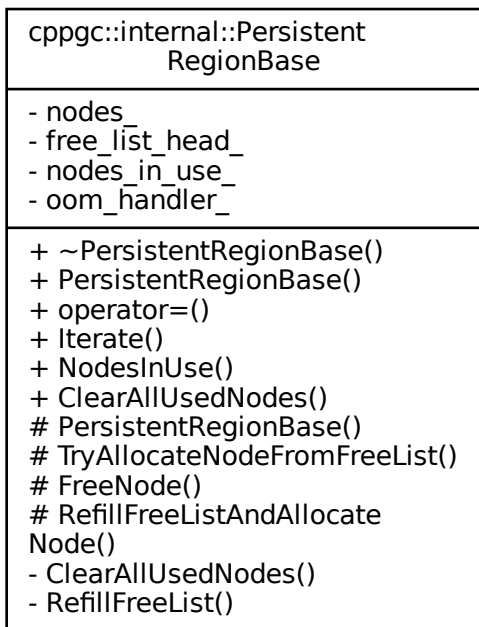 cppgc::internal::Persistent
RegionBase
- nodes_
- free_list_head_
- nodes_in_use_
- oom_handler_
+ ~PersistentRegionBase()
+ PersistentRegionBase()
+ operator=()
+ Iterate()
+ NodesInUse()
+ ClearAllUsedNodes()
# PersistentRegionBase()
# TryAllocateNodeFromFreeList()
# FreeNode()
# RefillFreeListAndAllocate
Node()
- ClearAllUsedNodes()
- RefillFreeList()